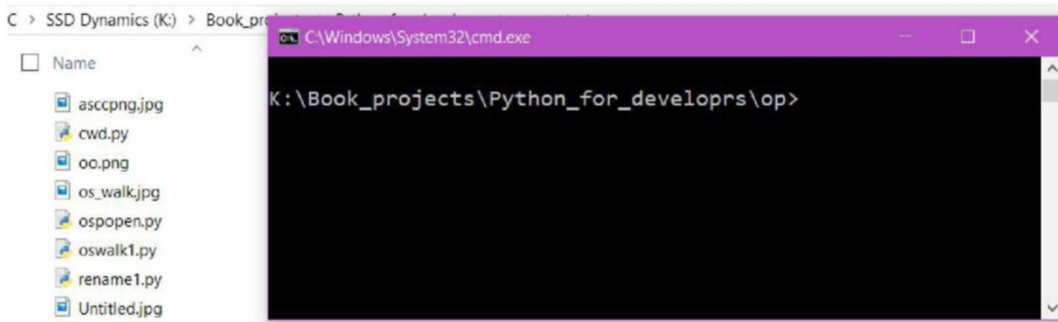 C > SSD Dynamics (K:) > Book_pro
C:\Windows\System32\cmd.exe
Name
K:\Book_projects\Python_for_developrs\op>
asccpng.jpg
cwd.py
oo.png
os_walk.jpg
ospopen.py
oswalk1.py
rename1.py
Untitled.jpg